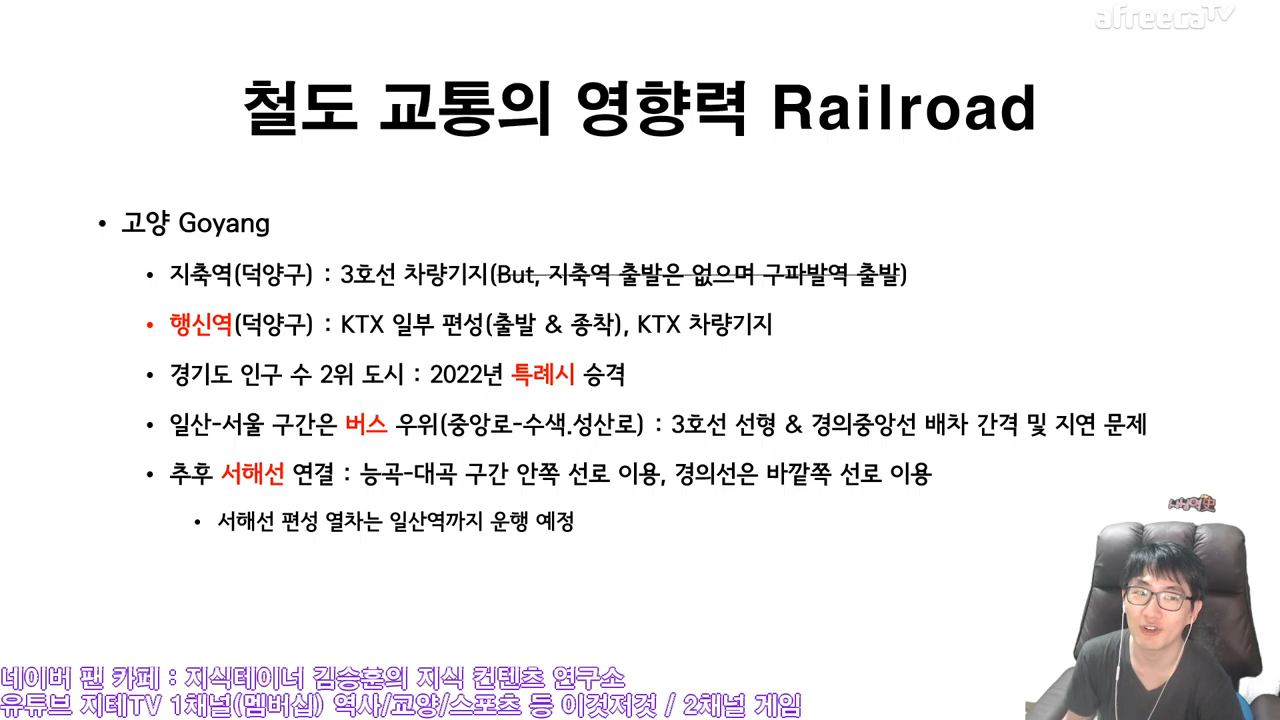 afreecaTV
철도 교통의 영향력 Railroad
• 고양 Goyang
• 지축역(덕양구) : 3호선 차량기지(But, 지축역 출발은 없으며 구파발역 출발)
• 행신역(덕양구) : KTX 일부 편성(출발 & 종착), KTX 차량기지
• 경기도 인구 수 2위 도시 : 2022년 특례시 승격
• 일산-서울 구간은 버스 우위(중앙로-수색.성산로) : 3호선 선형 & 경의중앙선 배차 간격 및 지연 문제
• 추후 서해선 연결 : 능곡-대곡 구간 안쪽 선로 이용, 경의선은 바깥쪽 선로 이용
• 서해선 편성 열차는 일산역까지 운행 예정
네이버 팬 카페 : 지식테이너 김승훈의 지식 컨텐츠 연구소
유튜브 지테TV 1채널(멤버십) 역사/교양/스포츠 등 이것저것 / 2채널 게임